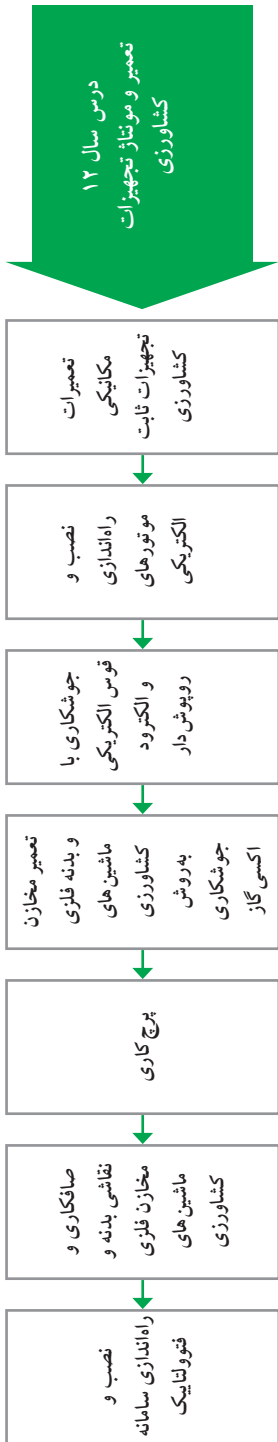 درس سال ۱۲
تعمیر و مونتاژ تجهیزات
کشاورزی
تعمیرات
مکانیکی
تجهیزات ثابت
کشاورزی
نصب و
راه‌اندازی
موتورهای
الکتریکی
جوشکاری با
قوس الکتریکی
و الکترود
روپوش‌دار
تعمیر مخازن
و بدنه فلزی
ماشین‌های
کشاورزی
به‌روش
جوشکاری
اکسی گاز
پرچ کاری
صافکاری و
نقاشی بدنه و
مخازن فلزی
ماشین‌های
کشاورزی
نصب و
راه‌اندازی سامانه
فتوولتاییک